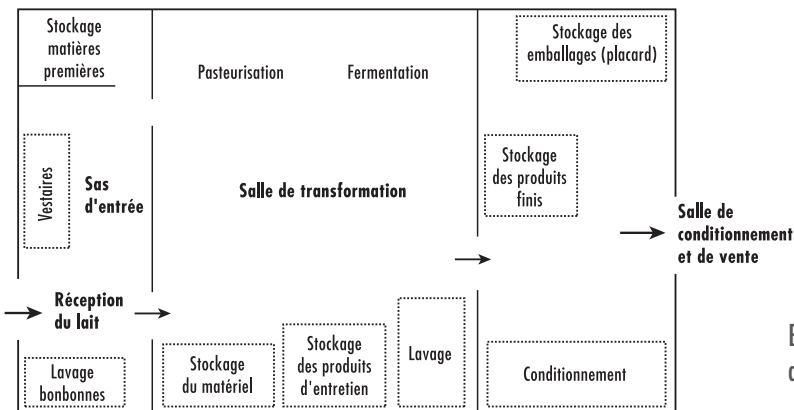 Stockage
matières
premières
Pasteurisation
Fermentation
Stockage des
emballages (placard)
Vestiaires
Sas
d'entrée
Salle de transformation
Stockage
des produits
finis
Salle de
conditionnement
et de vente
Réception
du lait
Lavage
bonbonnes
Stockage
du matériel
Stockage
des produits
d'entretien
Lavage
Conditionnement